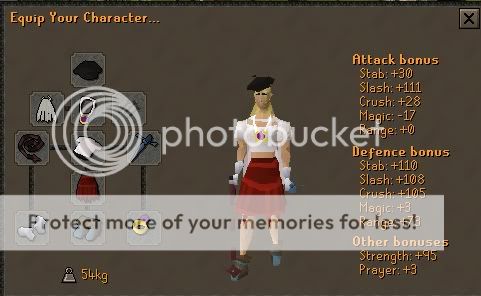 Equip Your Character...
Attack bonus
Stab: +30
Slash: +111
Crush: +28
Magic: -17
Range: +0
photobucket
Defence bonus
Stab: +110
Slash: +108
Crush: +105
Magic: +3
Protect more of your memories for less!
Other bonuses
Strength: +95
Prayer: +3
54kg